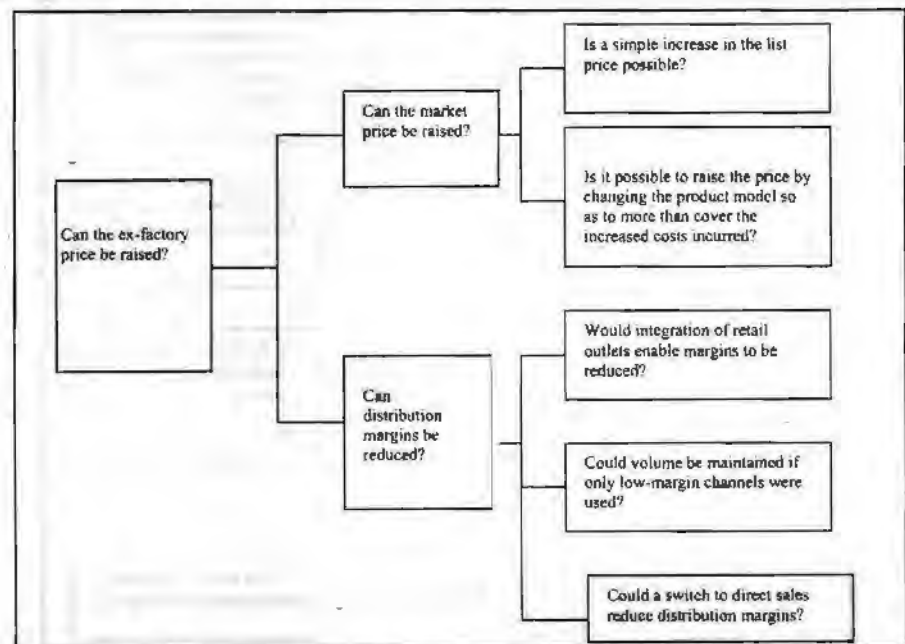 Is a simple increase in the list
price possible?
Can the market
price be raised?
Is it possible to raise the price by
changing the product model so
as to more than cover the
increased costs incurred?
Can the ex-factory
price be raised?
Would integration of retail
outlets enable margins to be
reduced?
Can
distribution
margins be
reduced?
Could volume be maintained if
only low-margin channels were
used?
Could a switch to direct sales
reduce distribution margins?